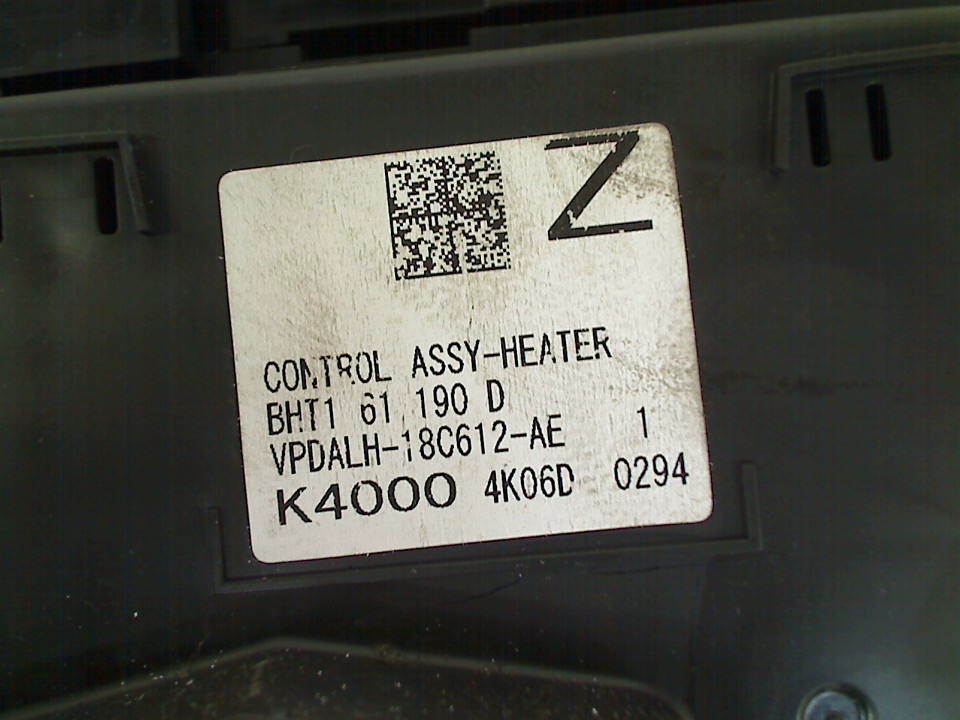 Z
CONTROL ASSY-HEATER
BHT1 61 190 D
VPDALH-18C612-AE 1
K4000 4K06D 0294